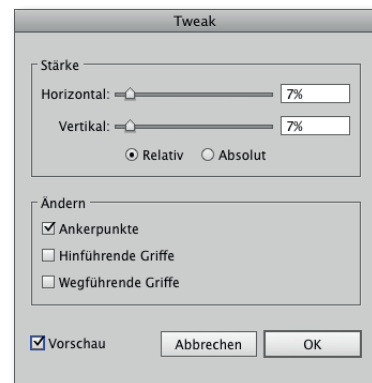 Tweak
Stärke
Horizontal: 7%
Vertikal: 7%
Relativ Absolut
Ändern
Ankerpunkte
Hinführende Griffe
Wegführende Griffe
Vorschau Abbrechen OK